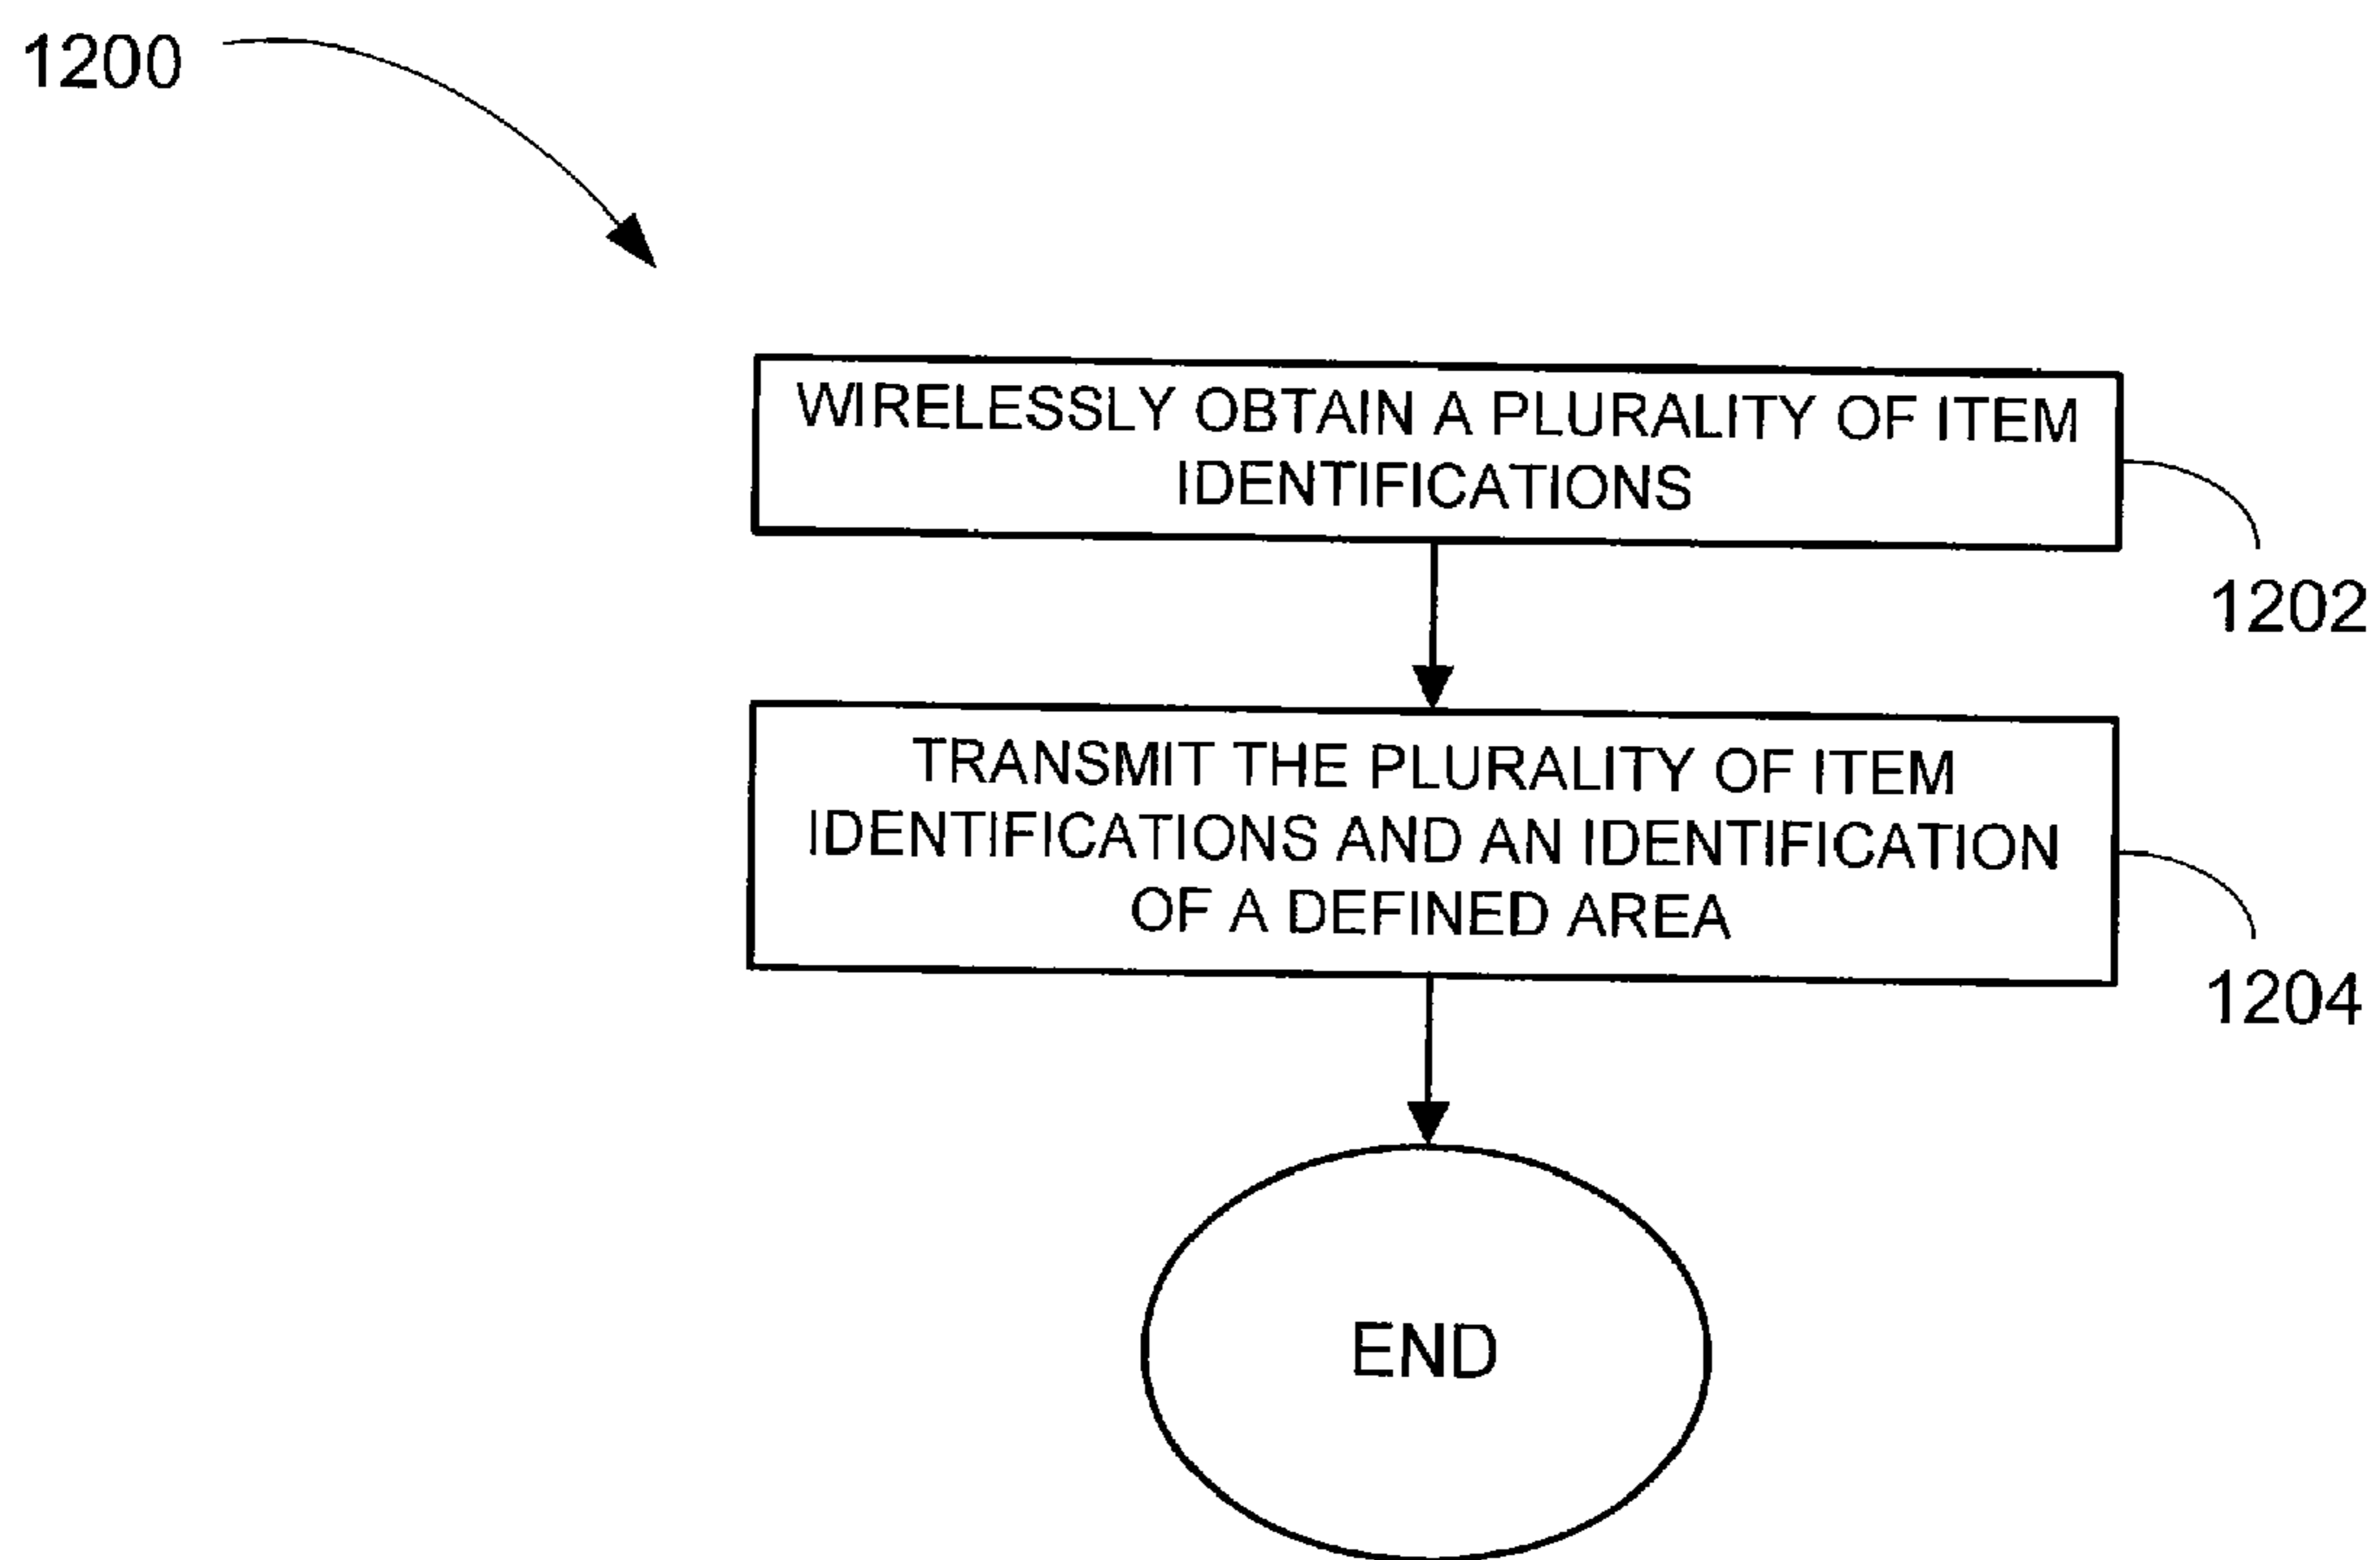 1200
WIRELESSLY OBTAIN A PLURALITY OF ITEM
IDENTIFICATIONS
1202
TRANSMIT THE PLURALITY OF ITEM
IDENTIFICATIONS AND AN IDENTIFICATION
OF A DEFINED AREA
1204
END